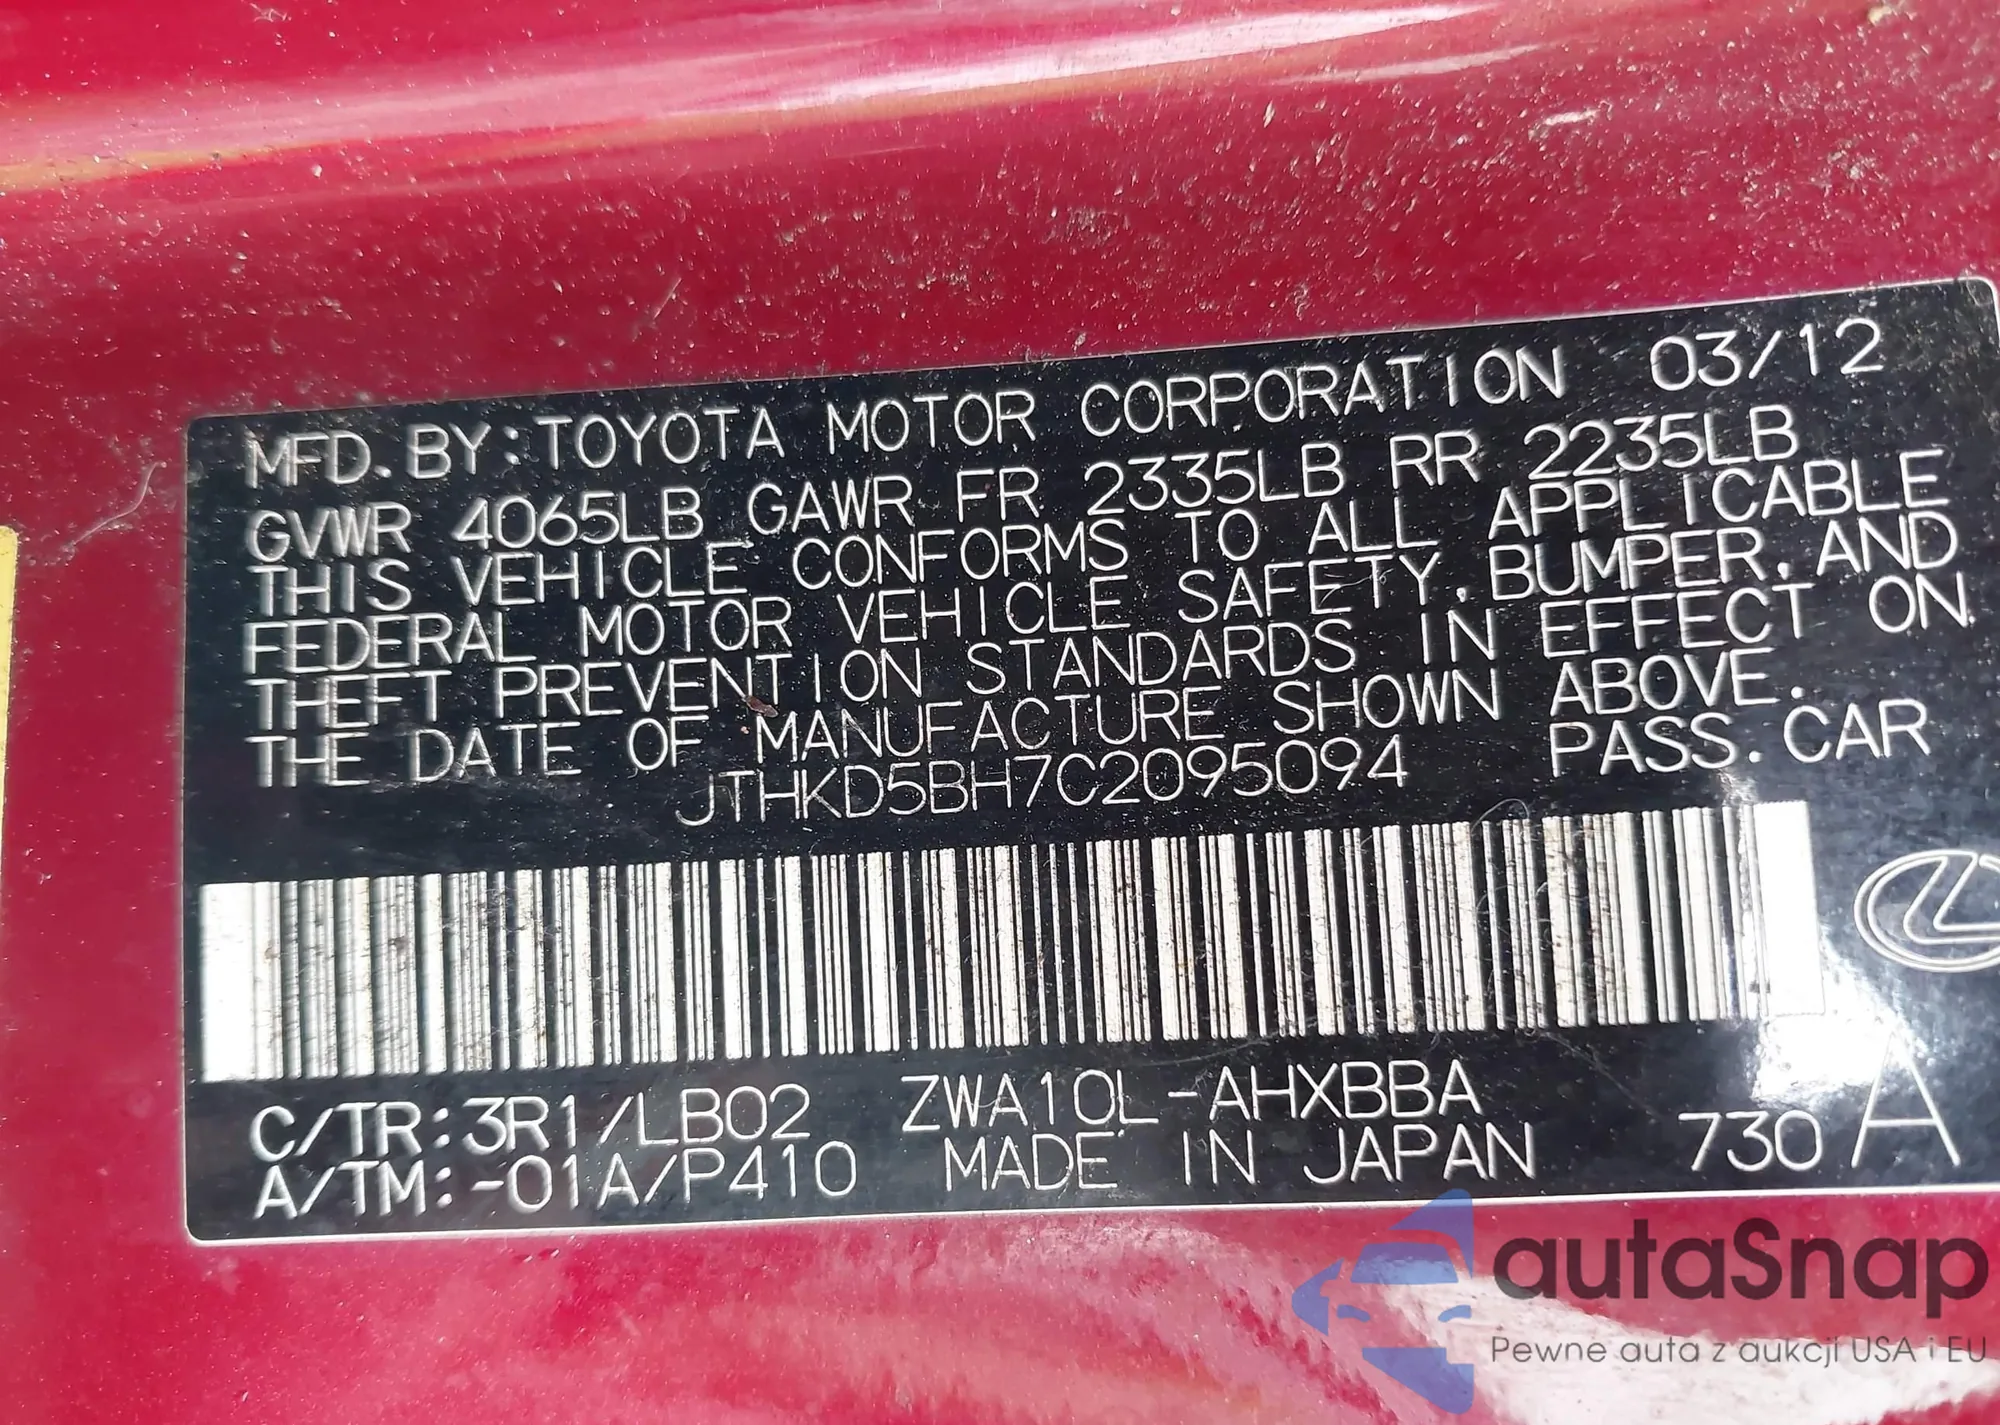 MFD. BY: TOYOTA MOTOR CORPORATION 03/12
GVWR 4065LB GAWR FR 2335LB RR 2235LB
THIS VEHICLE CONFORMS TO ALL APPLICABLE
FEDERAL MOTOR VEHICLE SAFETY, BUMPER, AND
THEFT PREVENTION STANDARDS IN EFFECT ON
THE DATE OF MANUFACTURE SHOWN ABOVE.
JTHKD5BH7C2095094 PASS. CAR
C/TR: 3R1/LB02 ZWA10L-AHXBBA
A/TM: -01A/P410 MADE IN JAPAN 730 A
autaSnap
Pewne auta z aukcji USA i EU